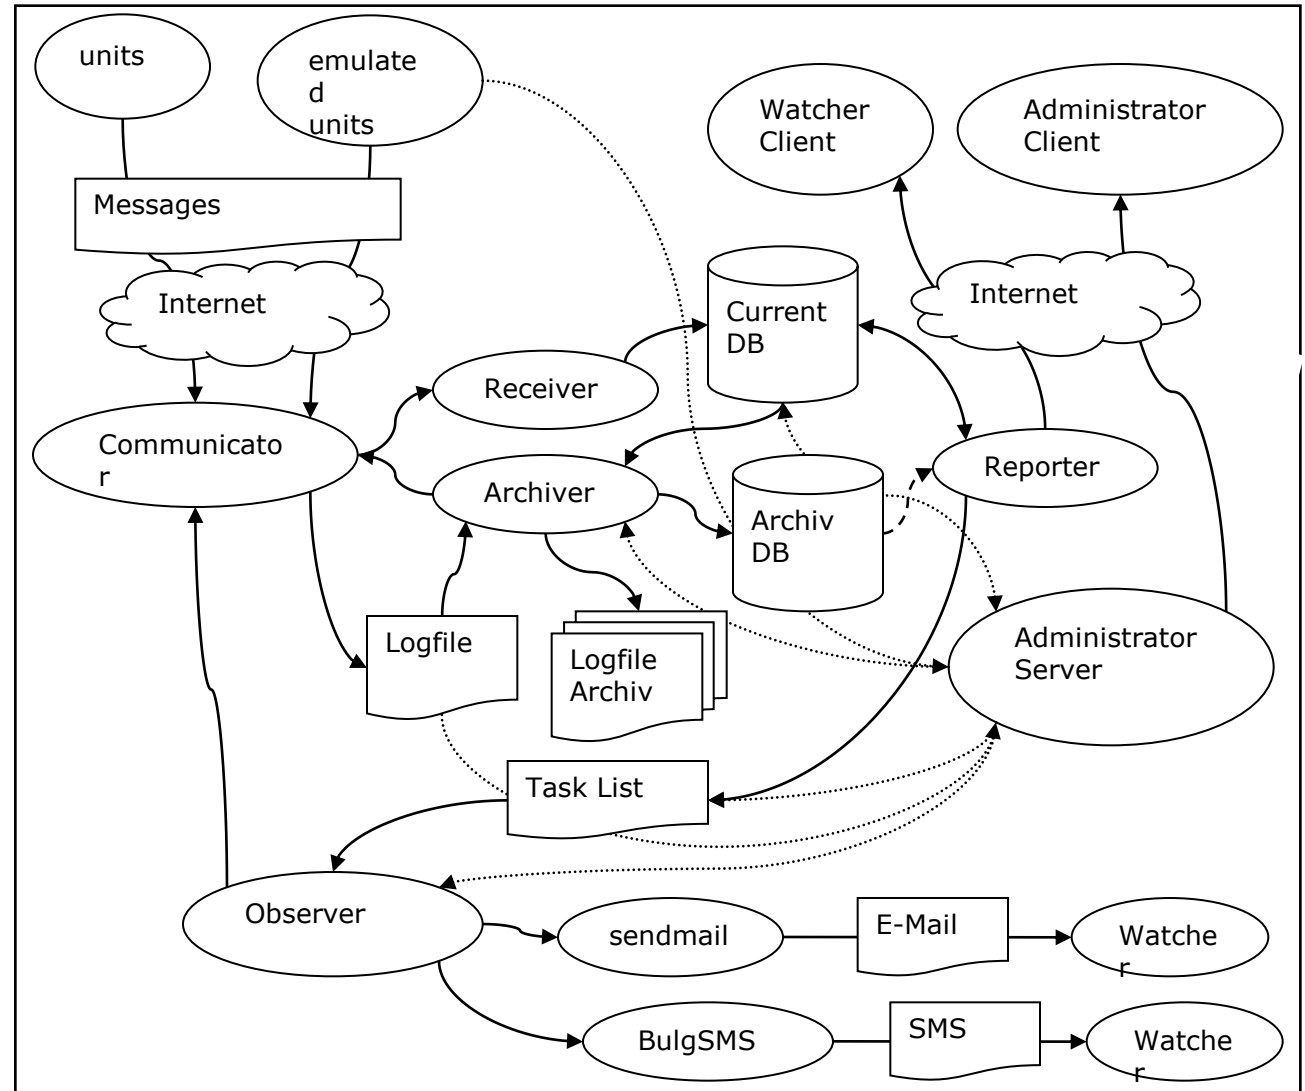 units
emulate
d
units
Watcher
Client
Administrator
Client
Messages
Internet
Internet
Current
DB
Receiver
Communicato
r
Reporter
Archiver
Archiv
DB
Logfile
Logfile
Archiv
Administrator
Server
Task List
Observer
sendmail
E-Mail
Watche
r
BulgSMS
SMS
Watche
r